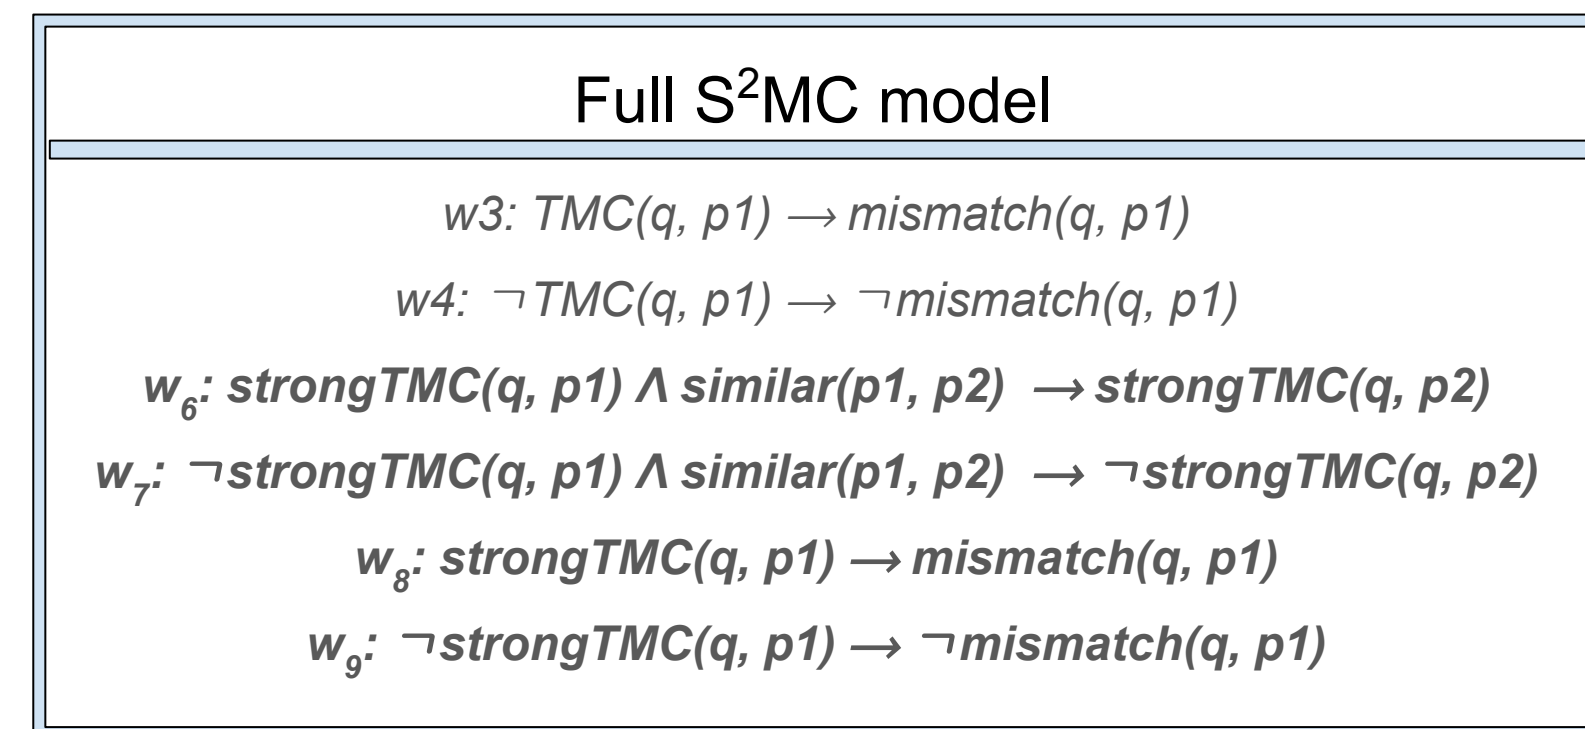 Full S²MC model
w3: TMC(q, p1) → mismatch(q, p1)
w4: ¬TMC(q, p1) → ¬mismatch(q, p1)
w₆: strongTMC(q, p1) Λ similar(p1, p2) → strongTMC(q, p2)
w₇: ¬strongTMC(q, p1) Λ similar(p1, p2) → ¬strongTMC(q, p2)
w₈: strongTMC(q, p1) → mismatch(q, p1)
w₉: ¬strongTMC(q, p1) → ¬mismatch(q, p1)